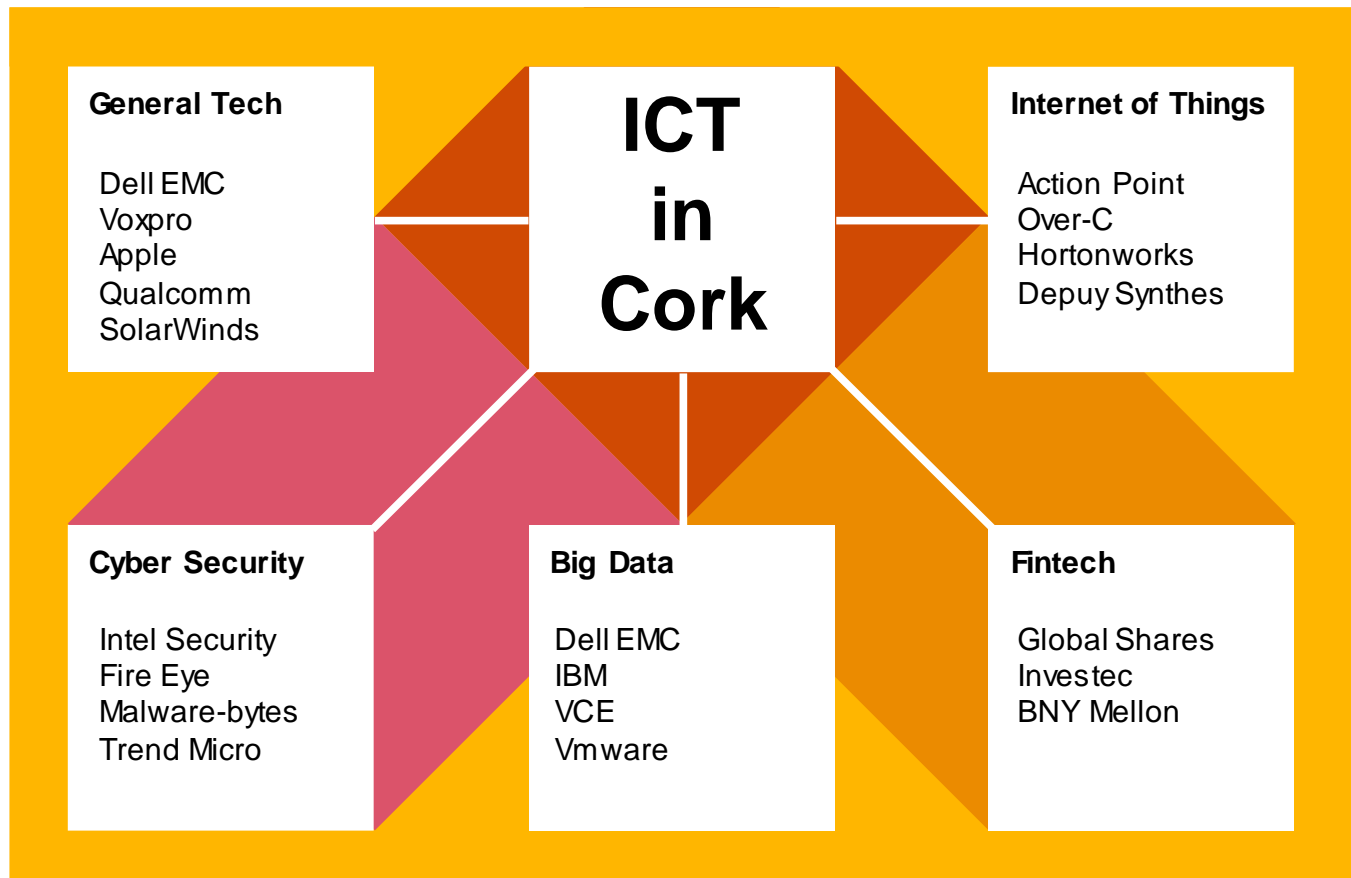 General Tech
Dell EMC
Voxpro
Apple
Qualcomm
SolarWinds
ICT
in
Cork
Internet of Things
Action Point
Over-C
Hortonworks
Depuy Synthes
Cyber Security
Intel Security
Fire Eye
Malware-bytes
Trend Micro
Big Data
Dell EMC
IBM
VCE
Vmware
Fintech
Global Shares
Investec
BNY Mellon